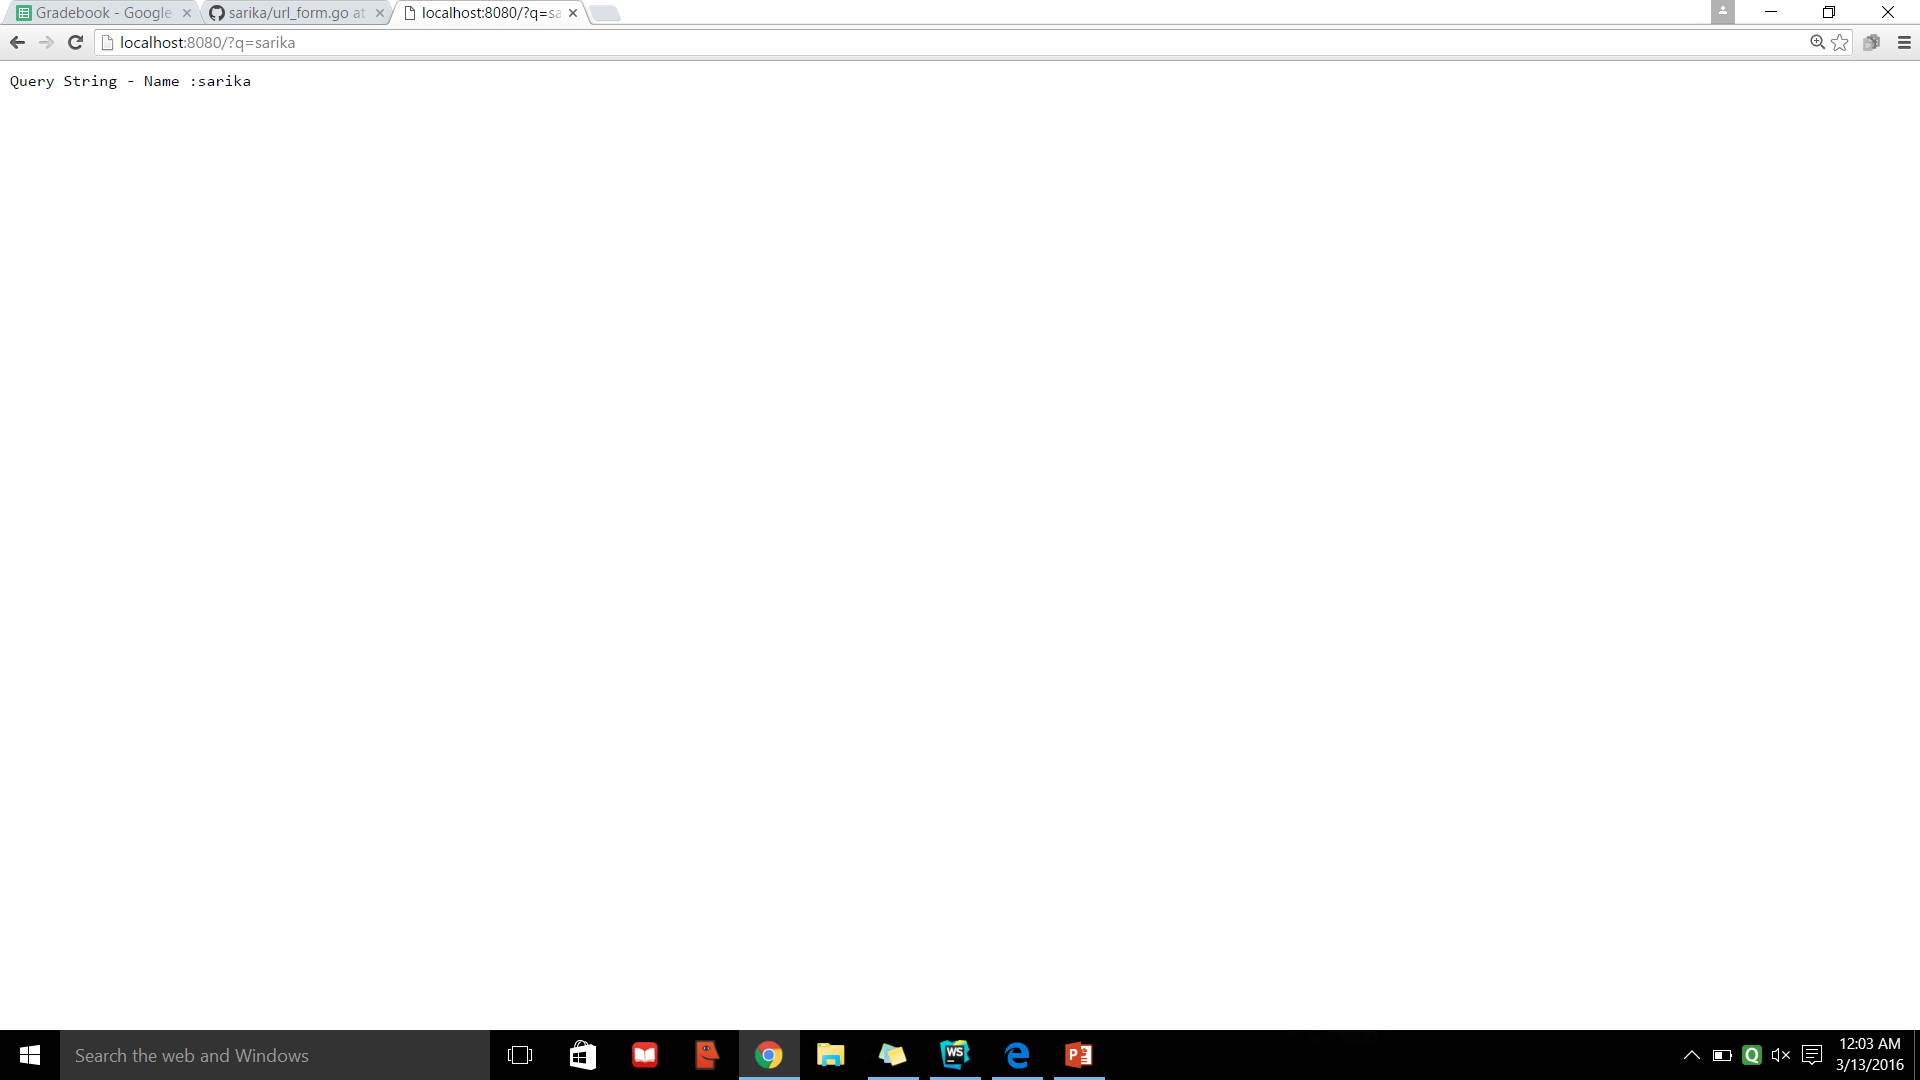 Gradebook - Google
sarika/url_form.go at
localhost:8080/?q=sa
localhost:8080/?q=sarika
Query String - Name :sarika
Search the web and Windows
WS
P
Q
12:03 AM
3/13/2016